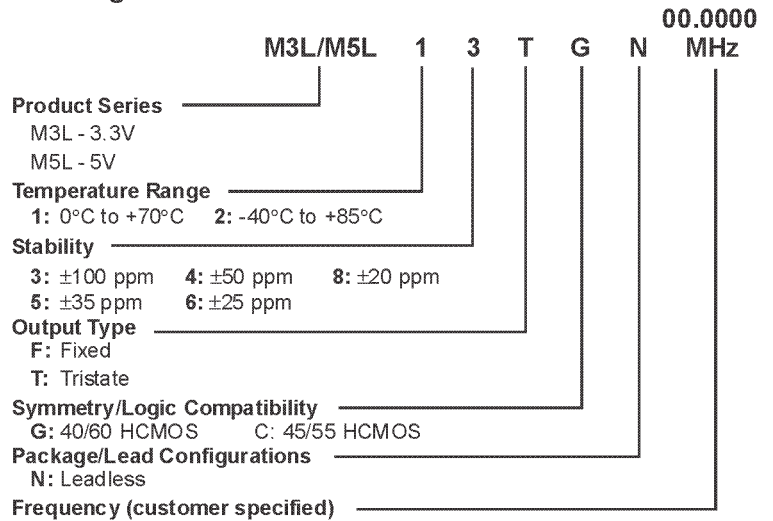 00.0000
M3L/M5L 1 3 T G N MHz
Product Series
M3L - 3.3V
M5L - 5V
Temperature Range
1: 0°C to +70°C 2: -40°C to +85°C
Stability
3: ±100 ppm 4: ±50 ppm 8: ±20 ppm
5: ±35 ppm 6: ±25 ppm
Output Type
F: Fixed
T: Tristate
Symmetry/Logic Compatibility
G: 40/60 HCMOS C: 45/55 HCMOS
Package/Lead Configurations
N: Leadless
Frequency (customer specified)